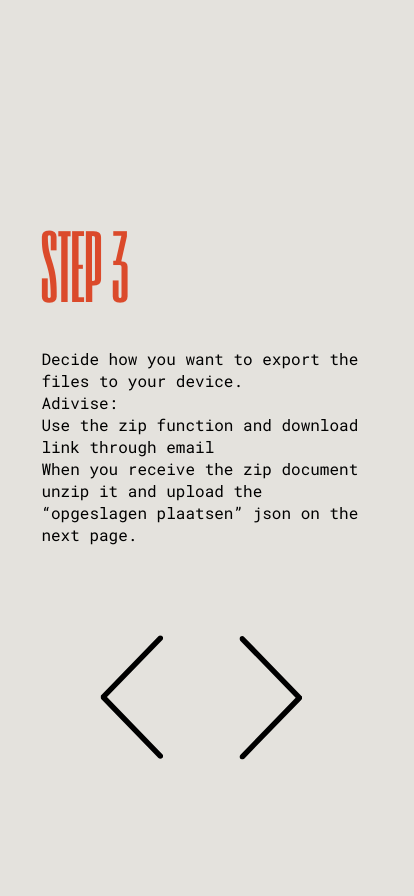 STEP 3
Decide how you want to export the
files to your device.
Adivise:
Use the zip function and download
link through email
When you receive the zip document
unzip it and upload the
“opgeslagen plaatsen” json on the
next page.